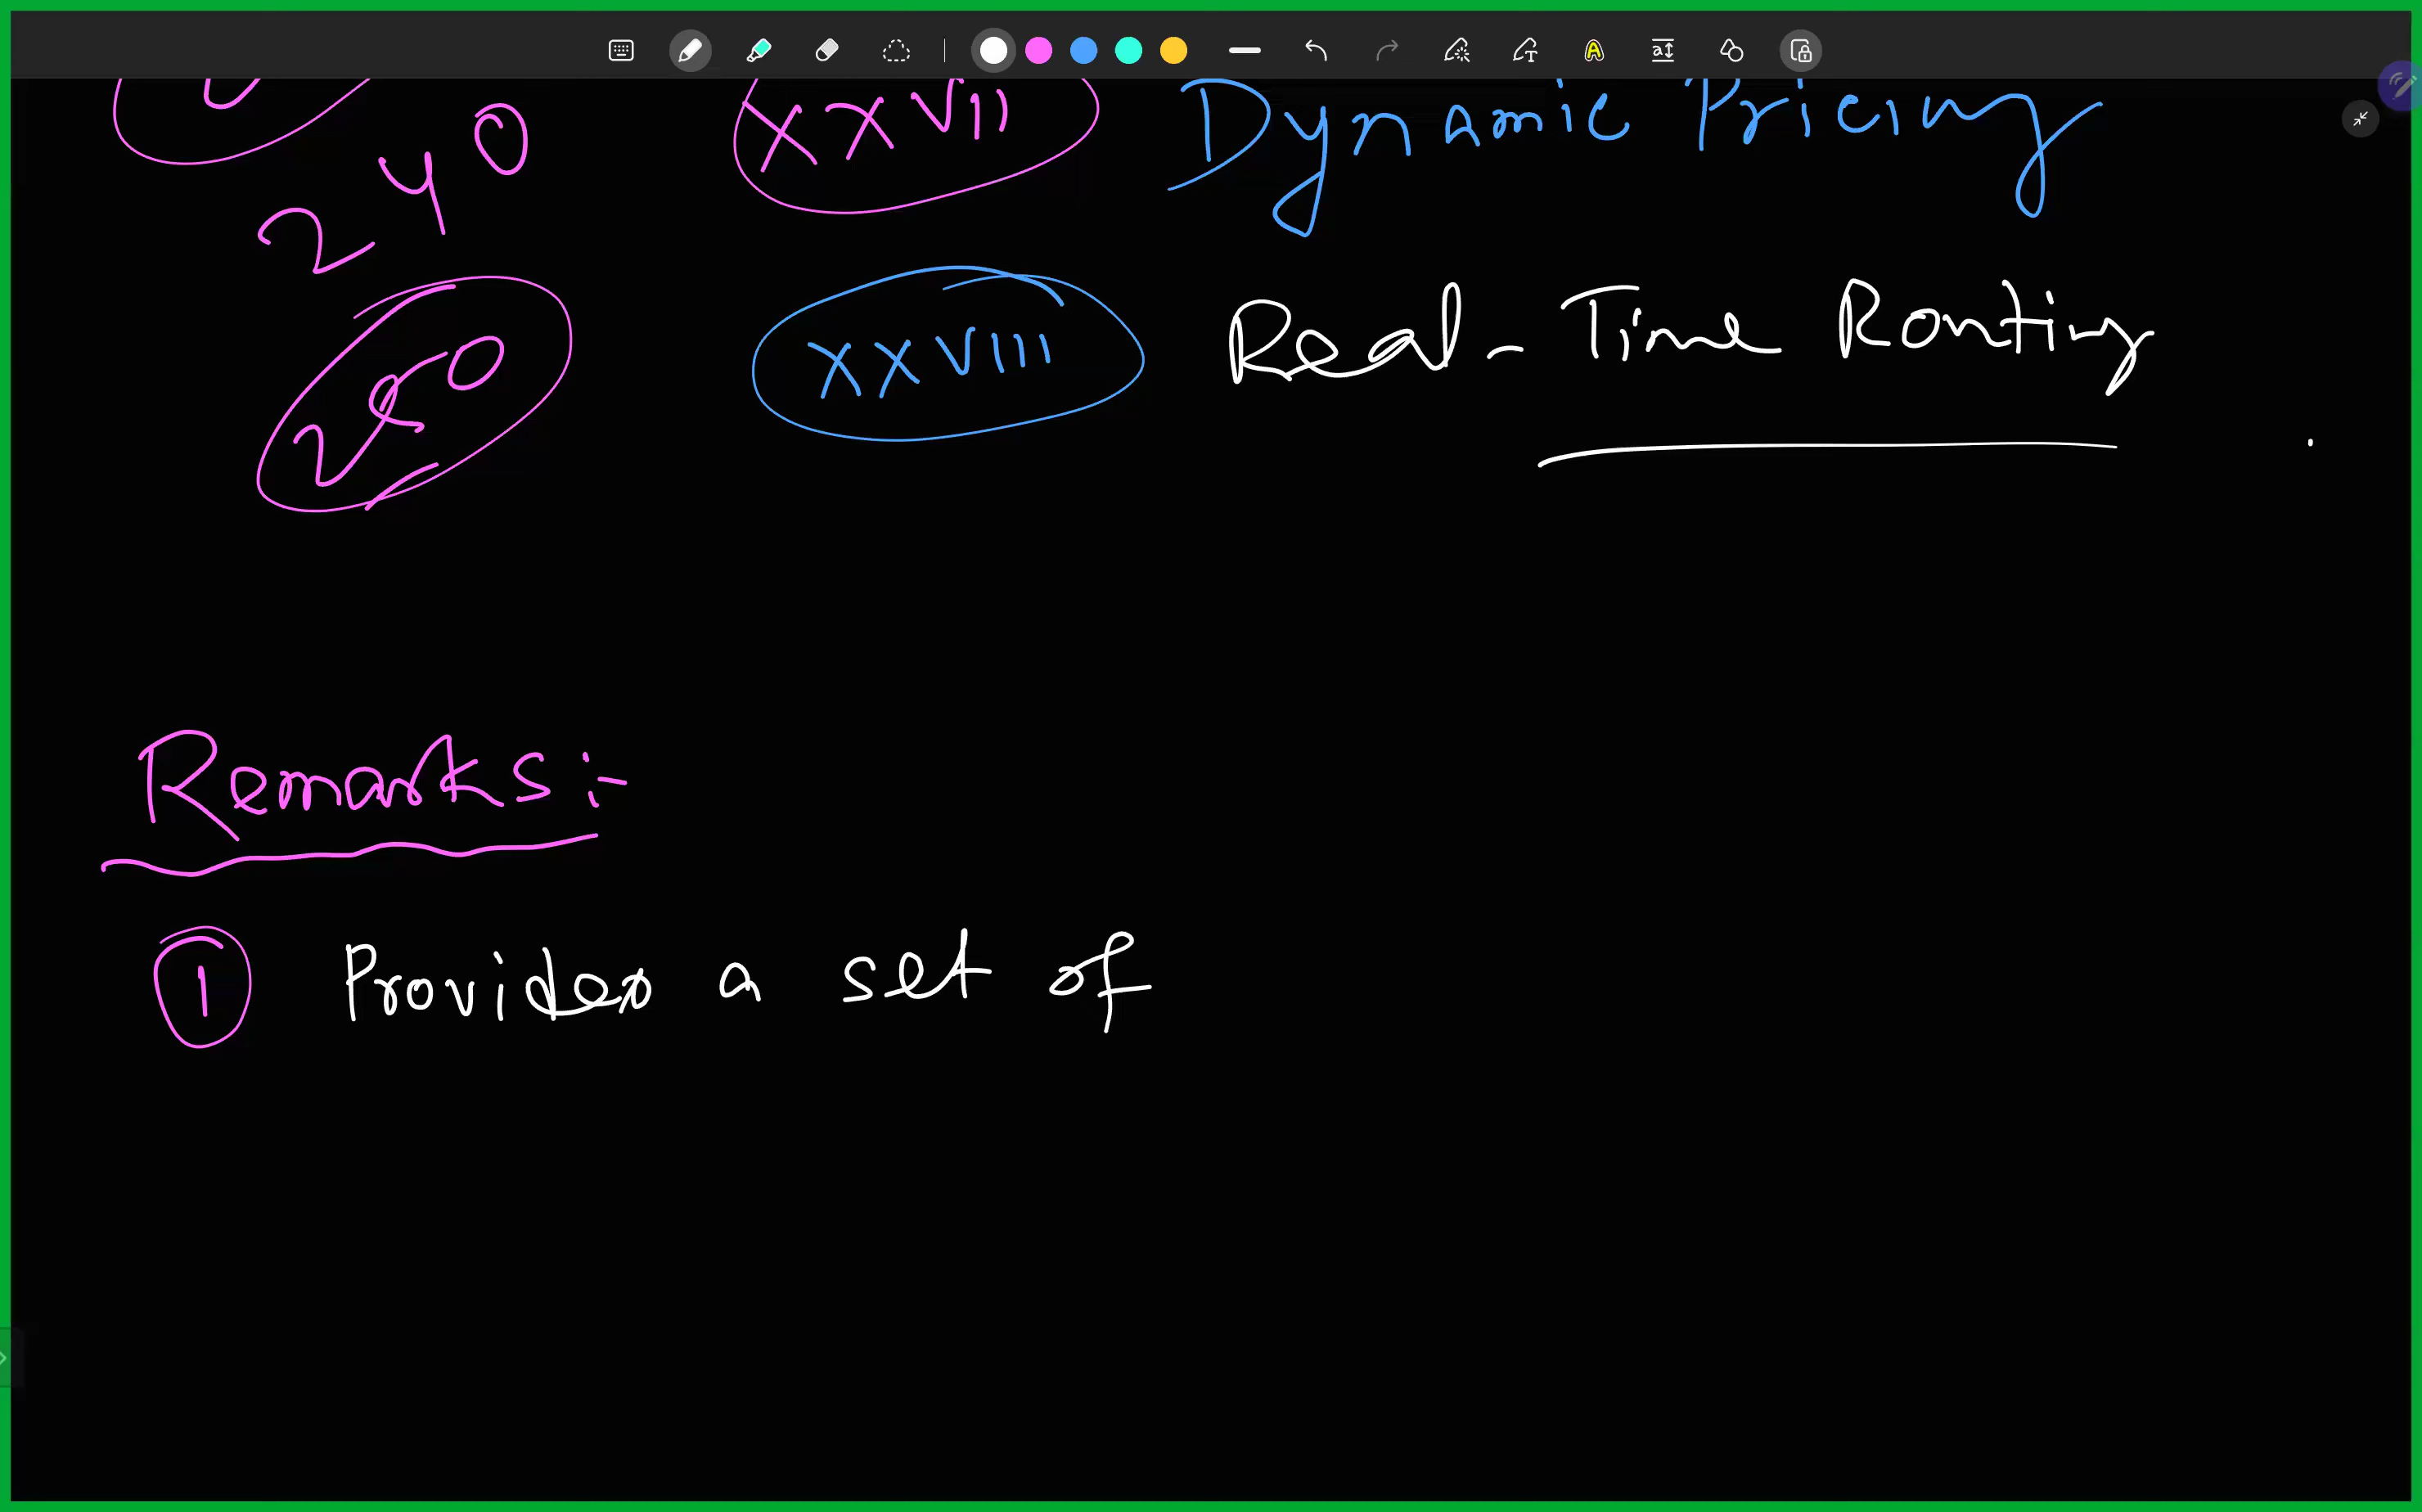 XXVII Dynamic Pricing
240
250 XXVIII Real-Time Routing
Remarks:-
1 Provides a set of